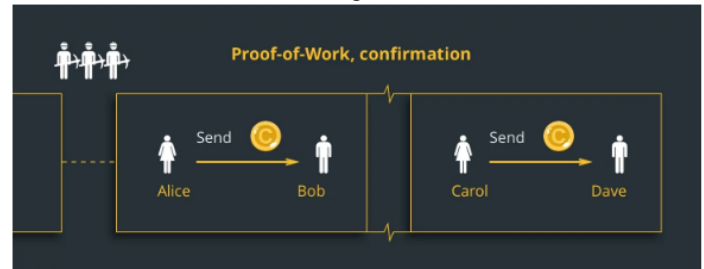 Proof-of-Work, confirmation
Send C
Alice Bob
Send C
Carol Dave